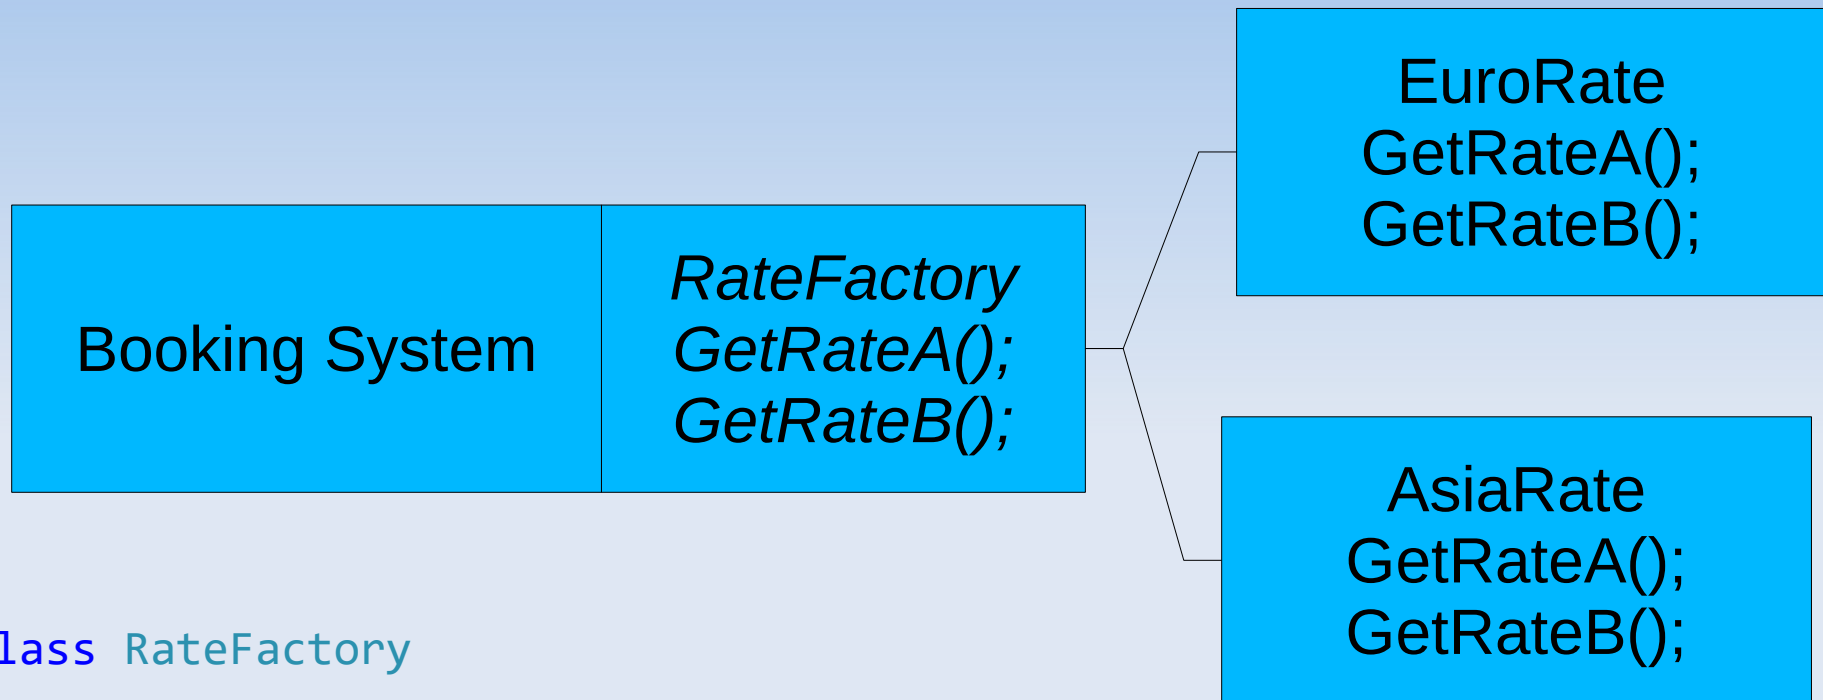 Booking System
RateFactory
GetRateA();
GetRateB();
EuroRate
GetRateA();
GetRateB();
AsiaRate
GetRateA();
GetRateB();
lass RateFactory